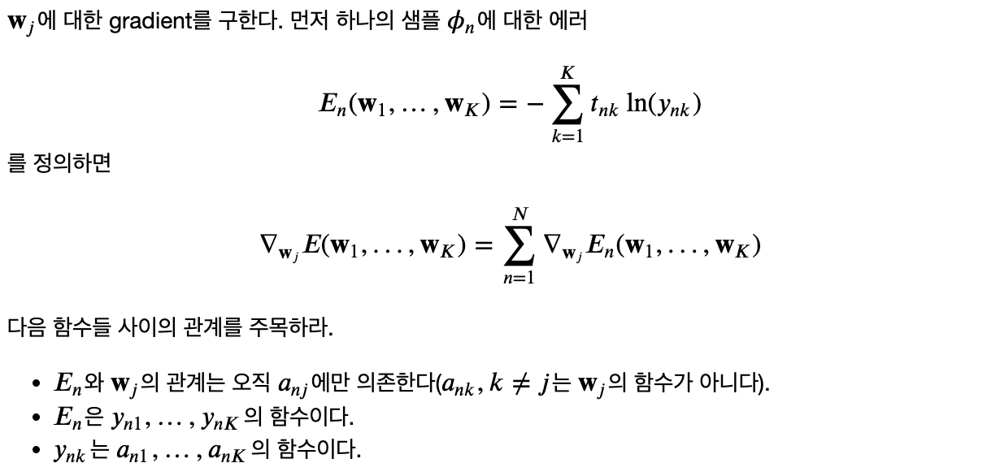 𝐰ⱼ에 대한 gradient를 구한다. 먼저 하나의 샘플 ϕₙ에 대한 에러
$$E_n(\mathbf{w}_1, \ldots, \mathbf{w}_K) = -\sum_{k=1}^{K} t_{nk} \ln(y_{nk})$$
를 정의하면
$$\nabla_{\mathbf{w}_j} E(\mathbf{w}_1, \ldots, \mathbf{w}_K) = \sum_{n=1}^{N} \nabla_{\mathbf{w}_j} E_n(\mathbf{w}_1, \ldots, \mathbf{w}_K)$$
다음 함수들 사이의 관계를 주목하라.
• $E_n$와 $\mathbf{w}_j$의 관계는 오직 $a_{nj}$에만 의존한다($a_{nk}, k \neq j$는 $\mathbf{w}_j$의 함수가 아니다).
• $E_n$은 $y_{n1}, \ldots, y_{nK}$의 함수이다.
• $y_{nk}$는 $a_{n1}, \ldots, a_{nK}$의 함수이다.